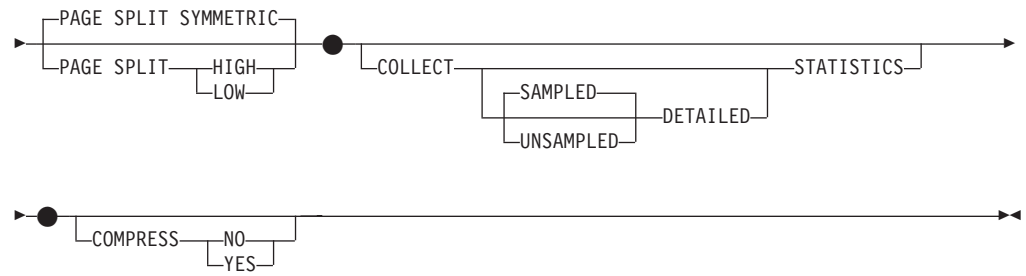 PAGE SPLIT SYMMETRIC
PAGE SPLIT HIGH
LOW
COLLECT STATISTICS
SAMPLED
DETAILED
UNSAMPLED
COMPRESS NO
YES